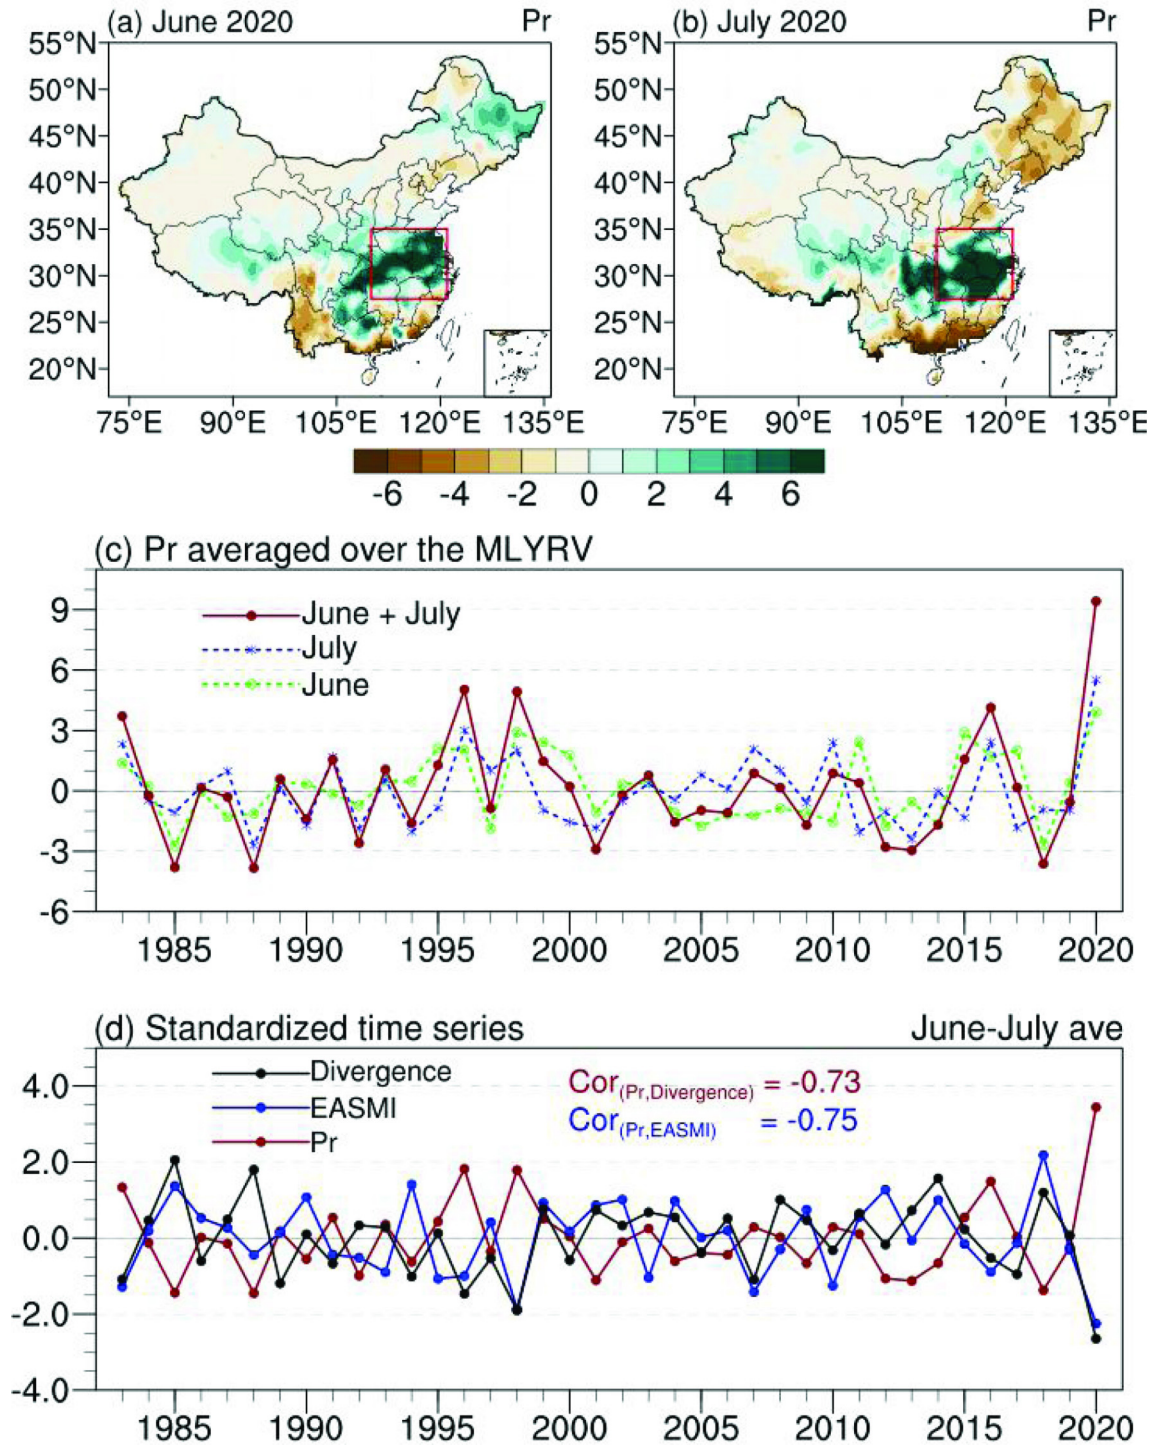 (a) June 2020 Pr
(b) July 2020 Pr
55°N
50°N
45°N
40°N
35°N
30°N
25°N
20°N
75°E 90°E 105°E 120°E 135°E
55°N
50°N
45°N
40°N
35°N
30°N
25°N
20°N
75°E 90°E 105°E 120°E 135°E
-6 -4 -2 0 2 4 6
(c) Pr averaged over the MLYRV
June + July
July
June
9
6
3
0
-3
-6
1985 1990 1995 2000 2005 2010 2015 2020
(d) Standardized time series June-July ave
Divergence
EASMI
Pr
Cor(Pr,Divergence) = -0.73
Cor(Pr,EASMI) = -0.75
4.0
2.0
0.0
-2.0
-4.0
1985 1990 1995 2000 2005 2010 2015 2020